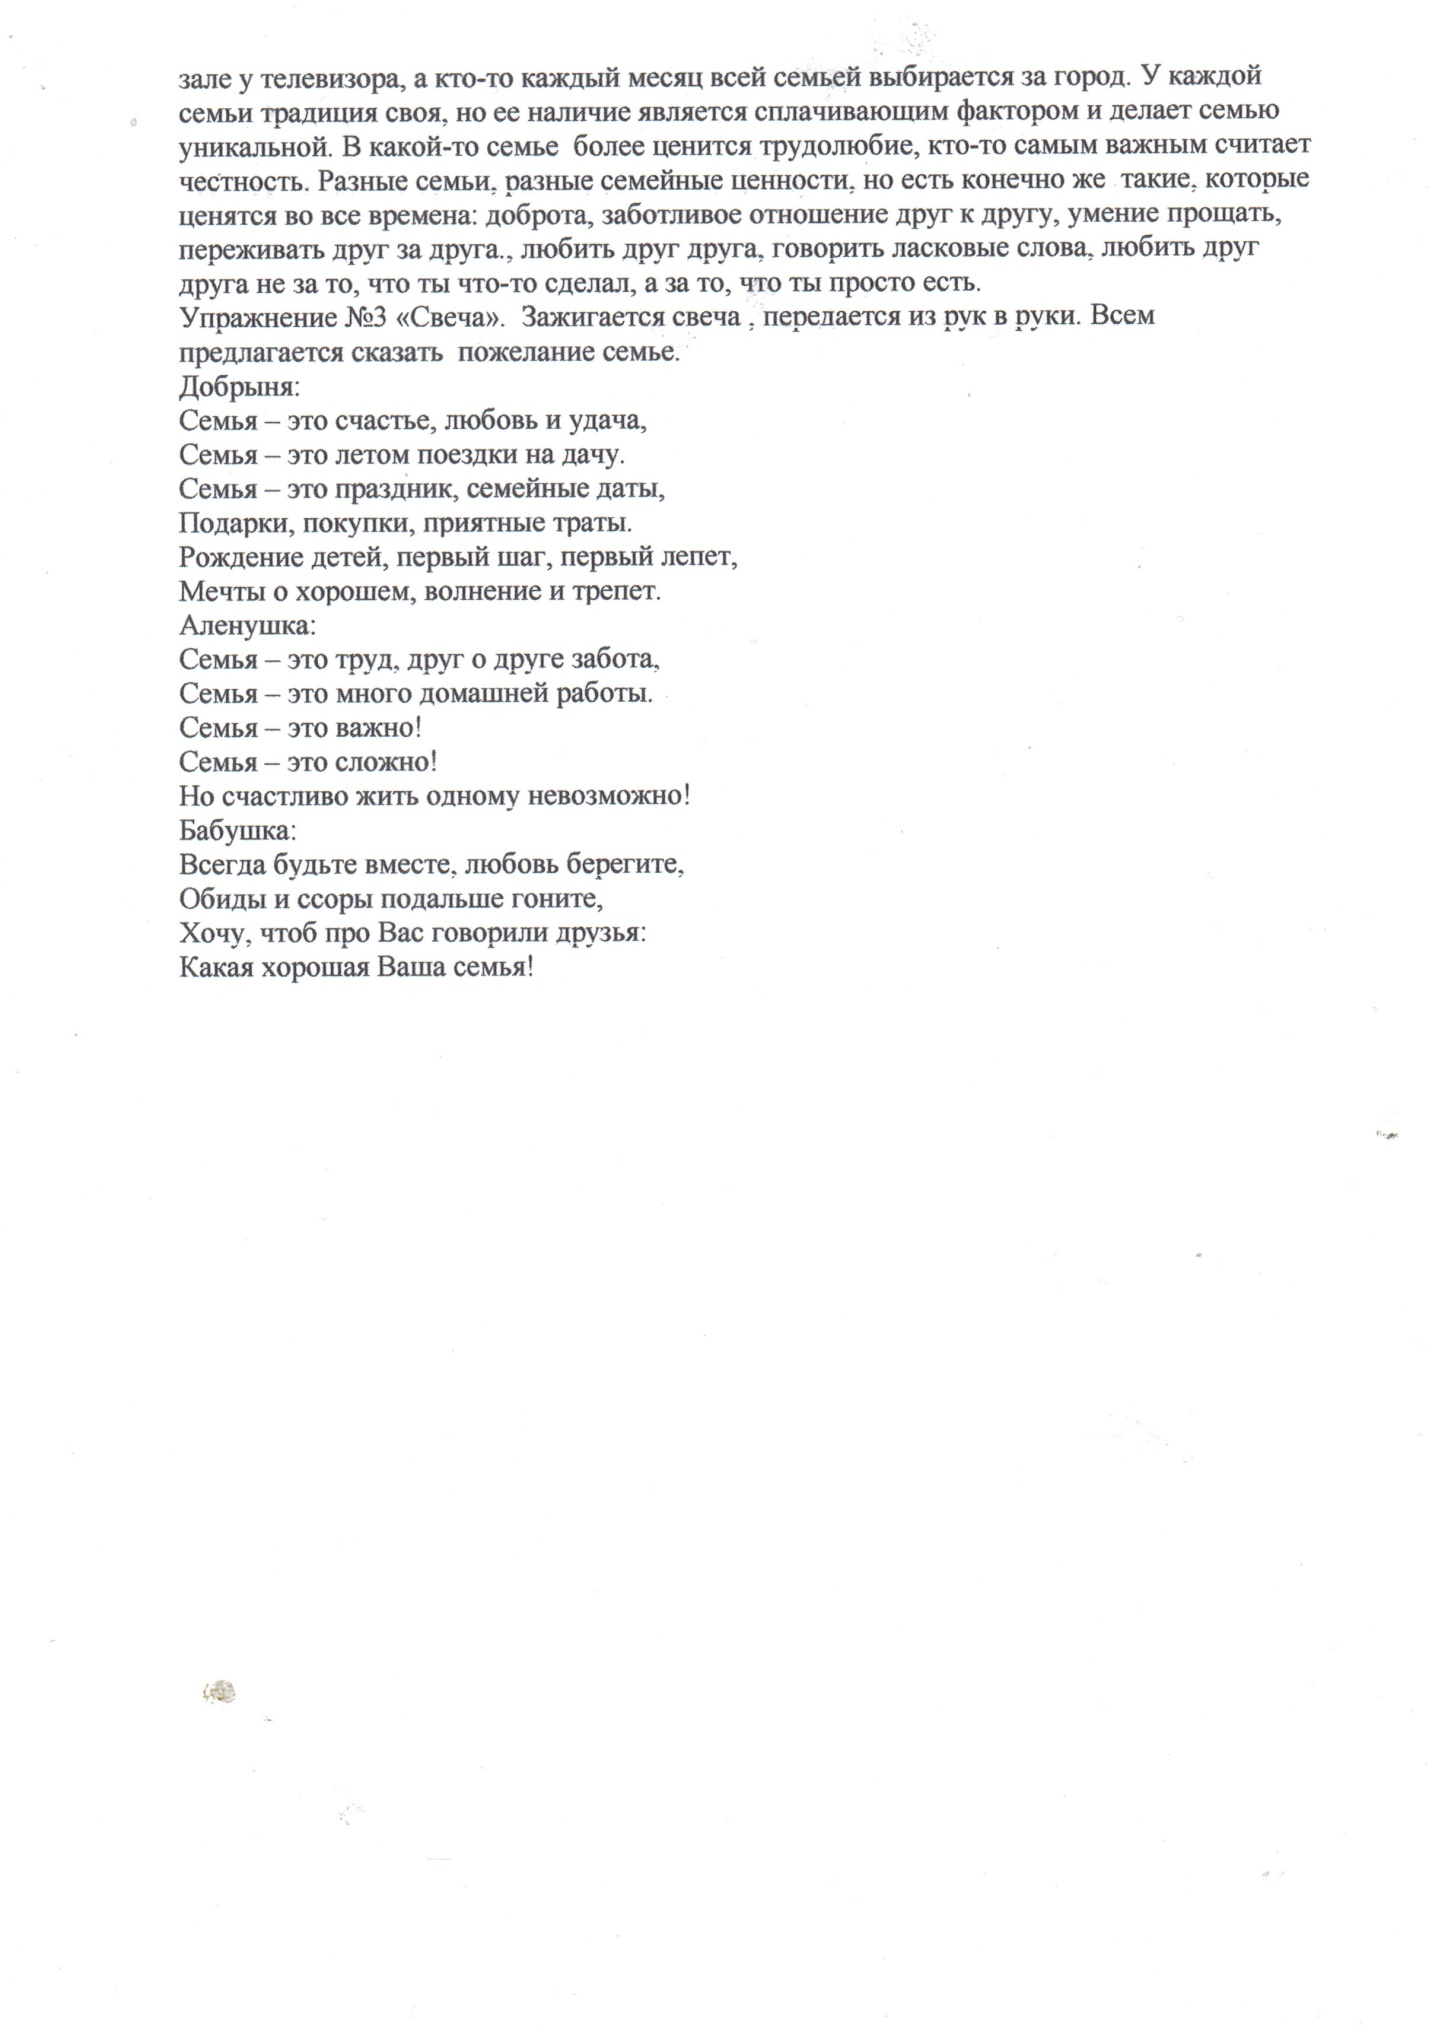 зале у телевизора, а кто-то каждый месяц всей семьей выбирается за город. У каждой
семьи традиция своя, но ее наличие является сплачивающим фактором и делает семью
уникальной. В какой-то семье  более ценится трудолюбие, кто-то самым важным считает
честность. Разные семьи, разные семейные ценности, но есть конечно же  такие, которые
ценятся во все времена: доброта, заботливое отношение друг к другу, умение прощать,
переживать друг за друга., любить друг друга, говорить ласковые слова, любить друг
друга не за то, что ты что-то сделал, а за то, что ты просто есть.
Упражнение №3 «Свеча».  Зажигается свеча , передается из рук в руки. Всем
предлагается сказать  пожелание семье.
Добрыня:
Семья – это счастье, любовь и удача,
Семья – это летом поездки на дачу.
Семья – это праздник, семейные даты,
Подарки, покупки, приятные траты.
Рождение детей, первый шаг, первый лепет,
Мечты о хорошем, волнение и трепет.
Аленушка:
Семья – это труд, друг о друге забота,
Семья – это много домашней работы.
Семья – это важно!
Семья – это сложно!
Но счастливо жить одному невозможно!
Бабушка:
Всегда будьте вместе, любовь берегите,
Обиды и ссоры подальше гоните,
Хочу, чтоб про Вас говорили друзья:
Какая хорошая Ваша семья!